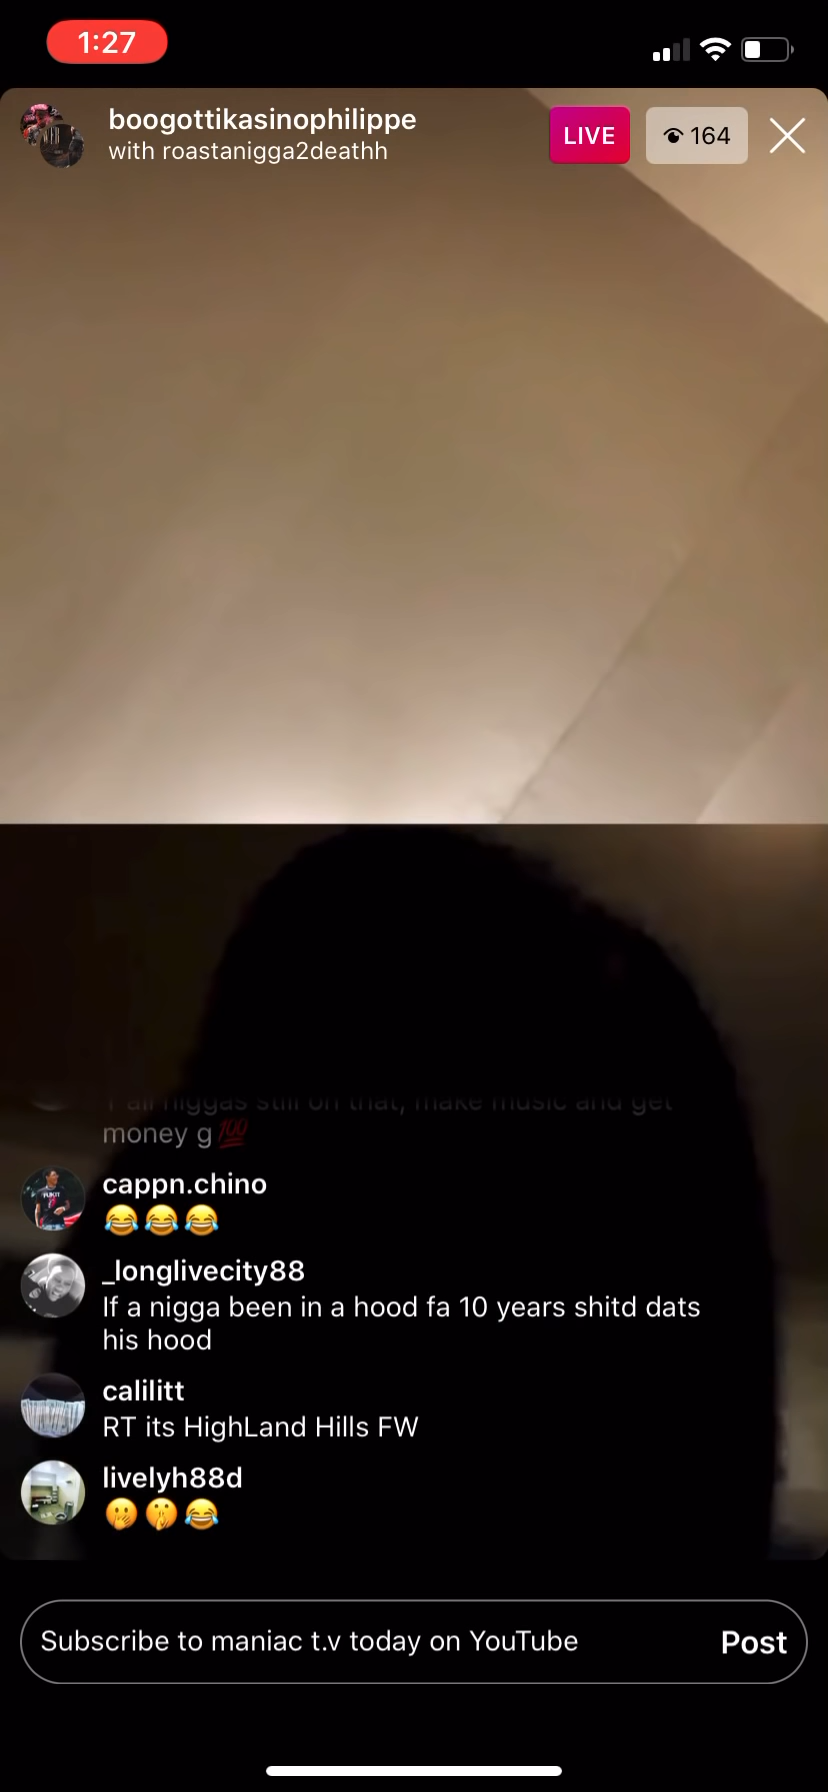 1:27
boogottikasinophilippe
with roastanigga2deathh
LIVE
164
Y'all niggas still on that, make music and get
money g💯
cappn.chino
😂😂😂
_longlivecity88
If a nigga been in a hood fa 10 years shitd dats
his hood
calilitt
RT its HighLand Hills FW
livelyh88d
🤭🤫😂
Subscribe to maniac t.v today on YouTube
Post